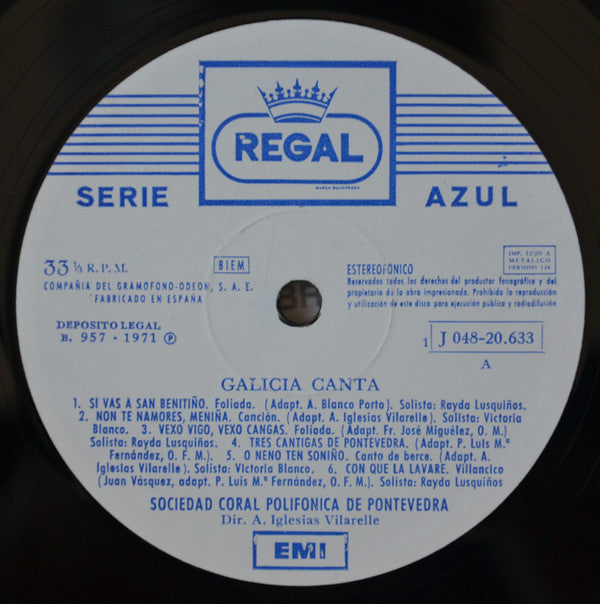 REGAL
MARCA REGISTRADA
SERIE AZUL
33 ⅓ R. P. M.
BIEM
COMPAÑIA DEL GRAMOFONO-ODEON, S. A. E.
FABRICADO EN ESPAÑA
DEPOSITO LEGAL
B. 957 - 1971 ℗
IMP. LUJO A
METALICO
PERMISO 124
ESTEREOFÓNICO
Reservados todos los derechos del productor fonográfico y del
propietario de la obra impresionada. Prohibida la reproducción
y utilización de este disco para ejecución pública y radiodifusión
1 J 048-20.633
A
GALICIA CANTA
1. SI VAS A SAN BENITIÑO. Foliada. (Adapt. A. Blanco Porto). Solista: Rayda Lusquiños.
2. NON TE NAMORES, MENIÑA. Canción. (Adapt. A. Iglesias Vilarelle). Solista: Victoria
Blanco. 3. VEXO VIGO, VEXO CANGAS. Foliada. (Adapt. Fr. José Miguélez, O. M.)
Solista: Rayda Lusquiños. 4. TRES CANTIGAS DE PONTEVEDRA. (Adapt. P. Luis M.ª
Fernández, O. F. M.). 5. O NENO TEN SONIÑO. Canto de berce. (Adapt. A.
Iglesias Vilarelle). Solista: Victoria Blanco. 6. CON QUE LA LAVARE. Villancico
(Juan Vásquez, adapt. P. Luis M.ª Fernández, O. F. M.). Solista: Rayda Lusquiños
SOCIEDAD CORAL POLIFONICA DE PONTEVEDRA
Dir. A. Iglesias Vilarelle
EMI